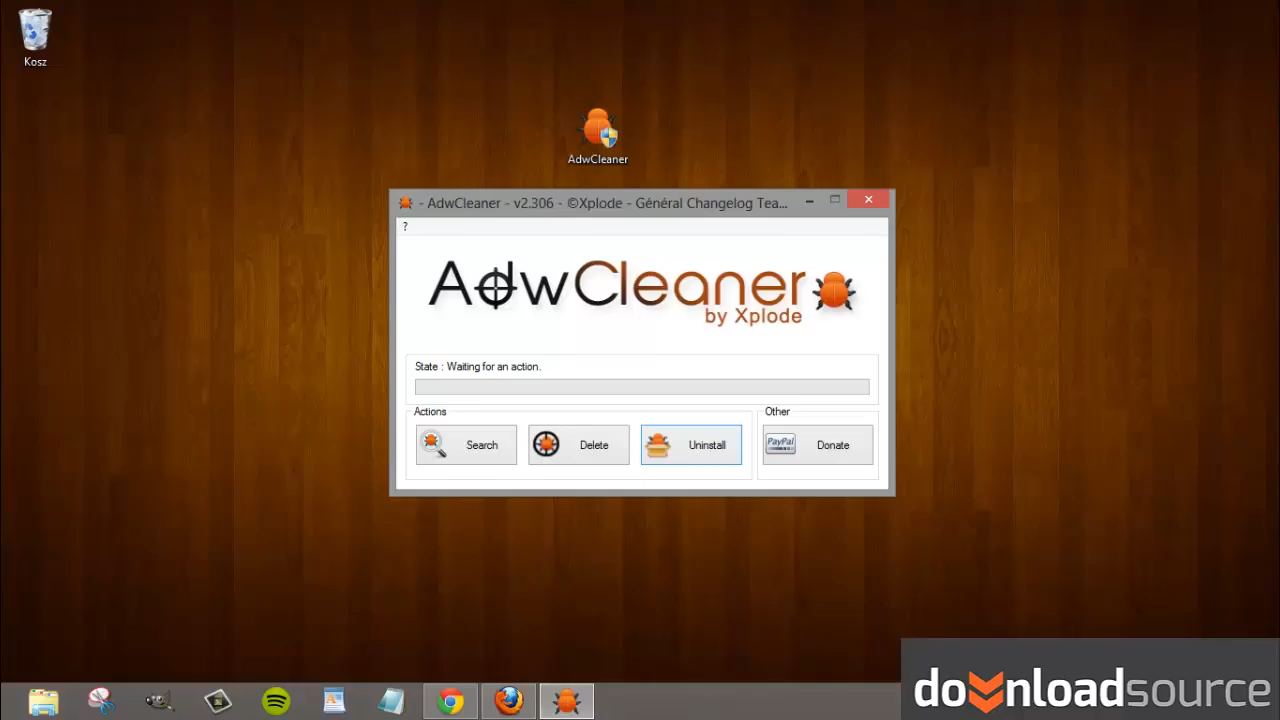 Kosz
AdwCleaner
- AdwCleaner - v2.306 - ©Xplode - Général Changelog Tea...
?
AdwCleaner
by Xplode
State : Waiting for an action.
Actions
Other
Search
Delete
Uninstall
PayPal
Donate
downloadsource